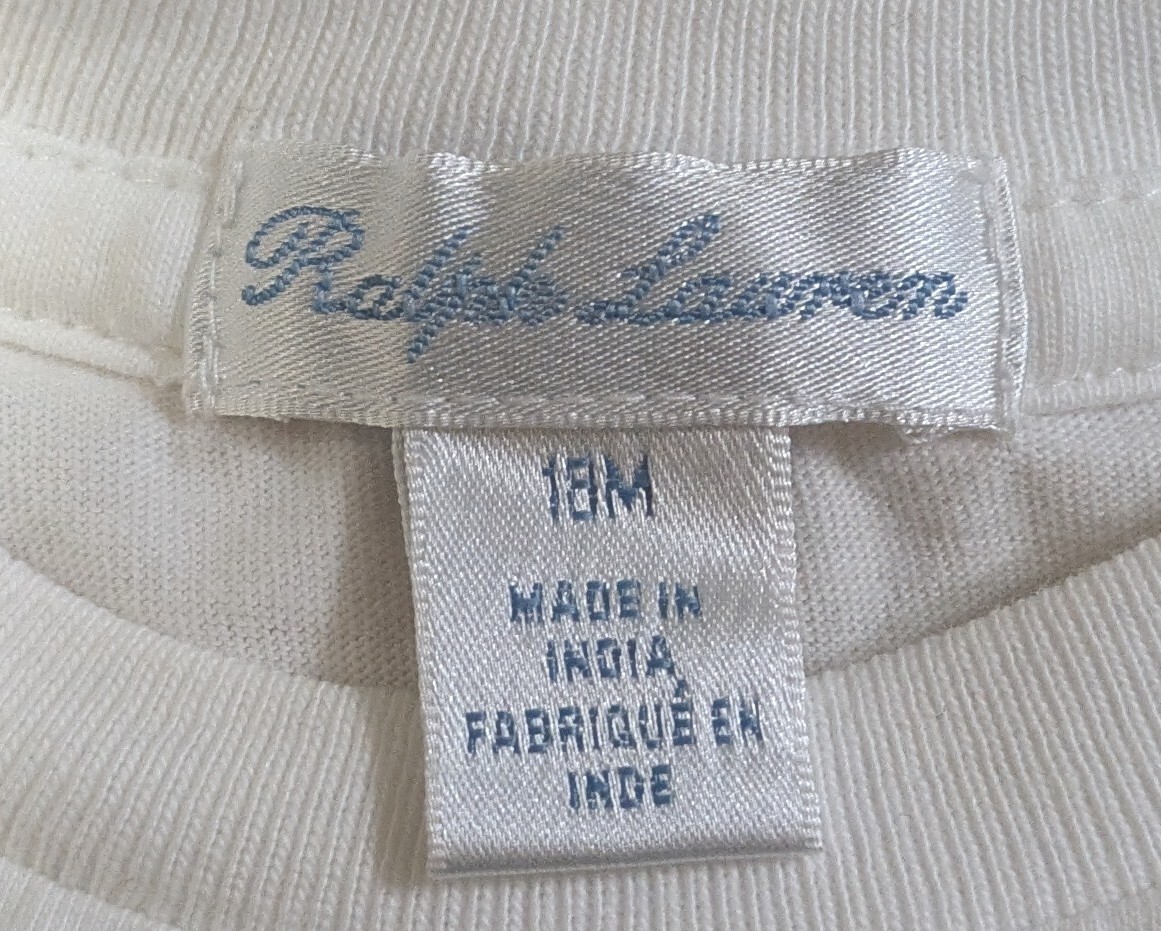 Ralph Lauren
18M
MADE IN
INDIA
FABRIQUÉ EN
INDE